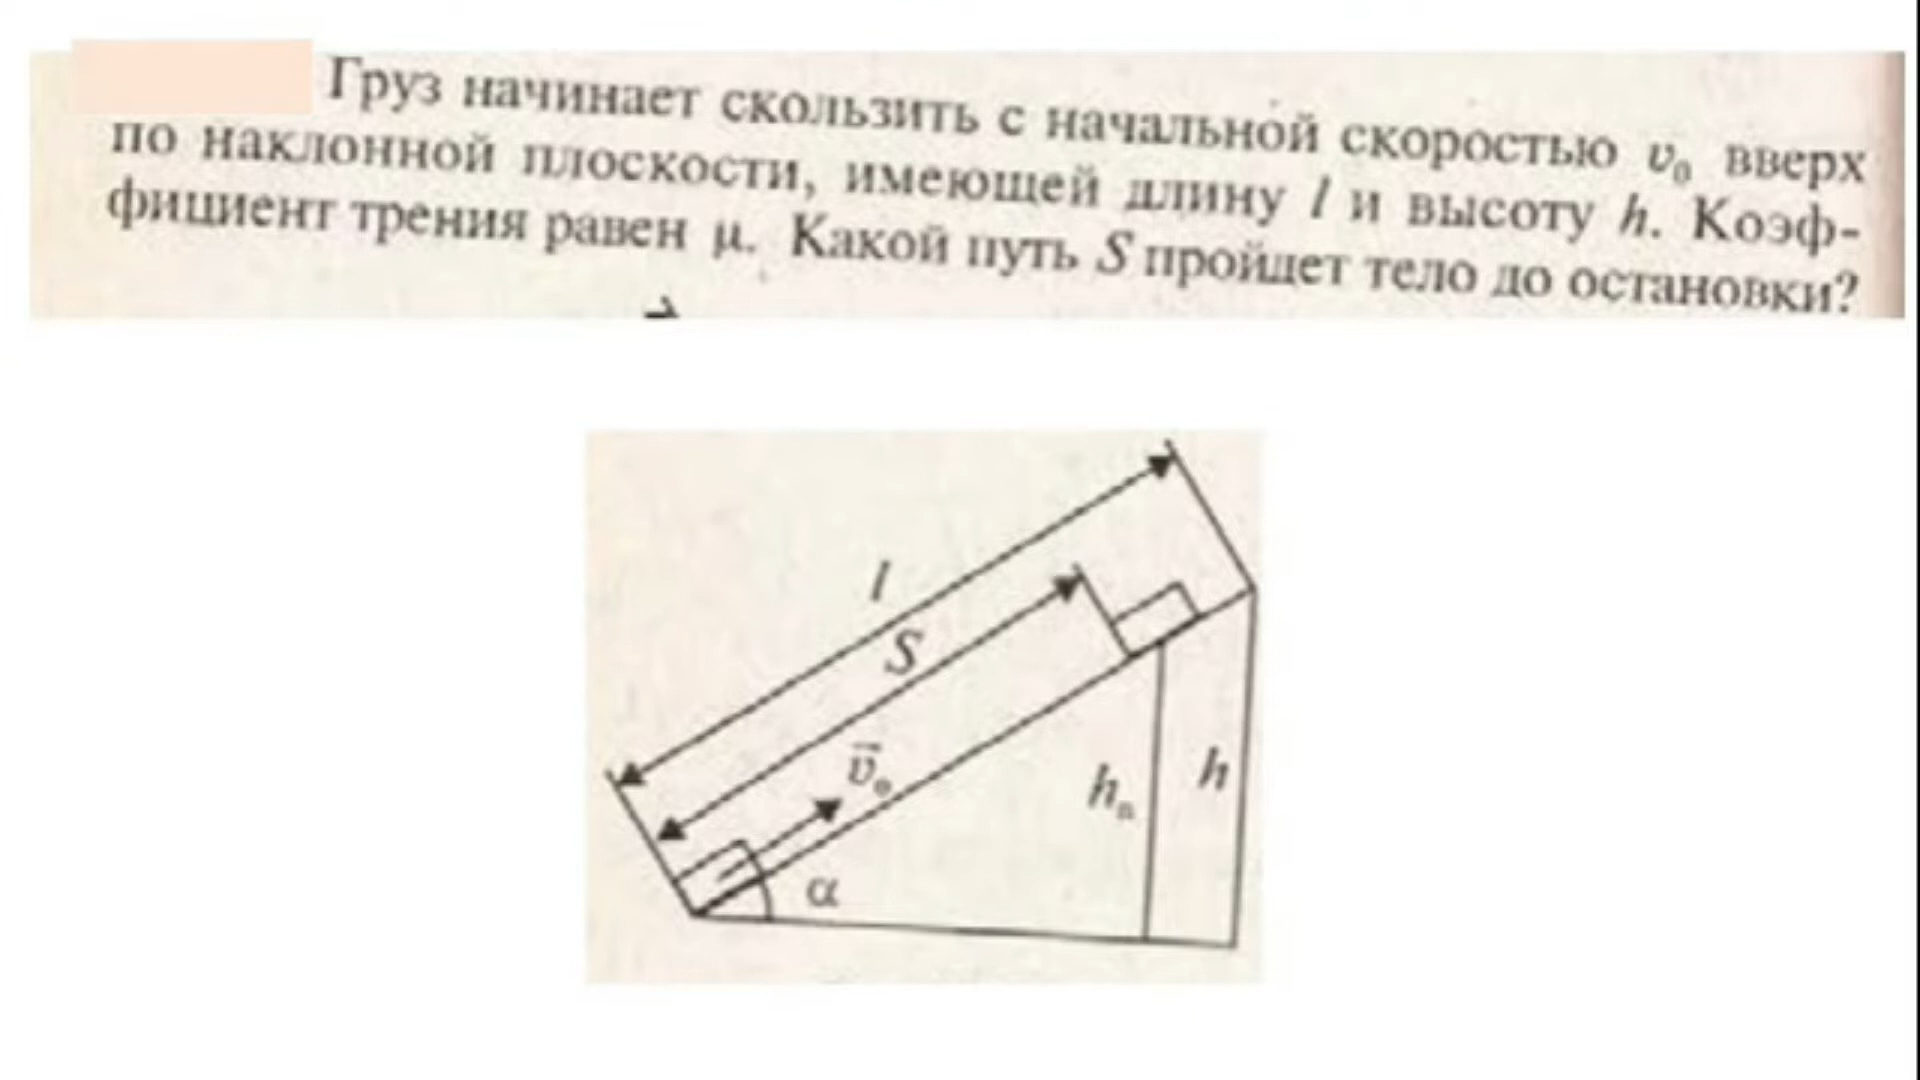 Груз начинает скользить с начальной скоростью v₀ вверх
по наклонной плоскости, имеющей длину l и высоту h. Коэф-
фициент трения равен μ. Какой путь S пройдет тело до остановки?
l
S
v⃗₀
hₙ
h
α